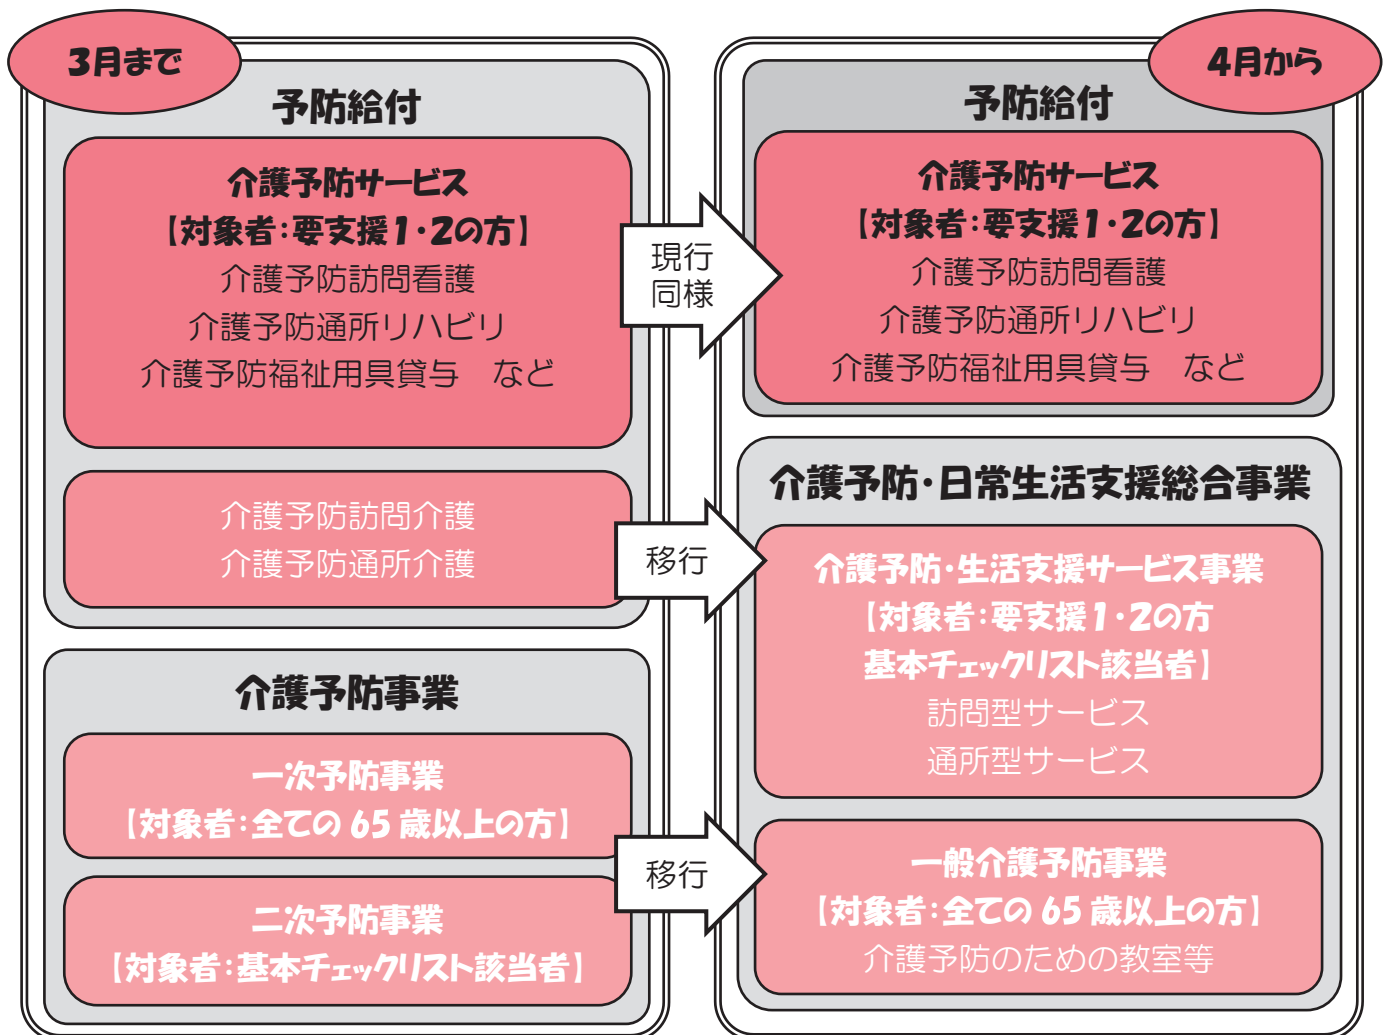 3月まで
予防給付
介護予防サービス
【対象者:要支援1・2の方】
介護予防訪問看護
介護予防通所リハビリ
介護予防福祉用具貸与　など
介護予防訪問介護
介護予防通所介護
介護予防事業
一次予防事業
【対象者:全ての65歳以上の方】
二次予防事業
【対象者:基本チェックリスト該当者】
現行
同様
移行
移行
4月から
予防給付
介護予防サービス
【対象者:要支援1・2の方】
介護予防訪問看護
介護予防通所リハビリ
介護予防福祉用具貸与　など
介護予防・日常生活支援総合事業
介護予防・生活支援サービス事業
【対象者:要支援1・2の方
基本チェックリスト該当者】
訪問型サービス
通所型サービス
一般介護予防事業
【対象者:全ての65歳以上の方】
介護予防のための教室等